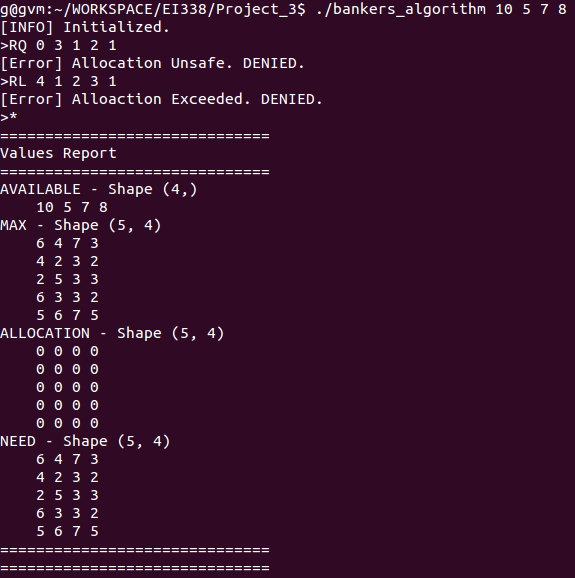 g@gvm:~/WORKSPACE/EI338/Project_3$ ./bankers_algorithm 10 5 7 8
[INFO] Initialized.
>RQ 0 3 1 2 1
[Error] Allocation Unsafe. DENIED.
>RL 4 1 2 3 1
[Error] Alloaction Exceeded. DENIED.
>*
==============================
Values Report
==============================
AVAILABLE - Shape (4,)
    10 5 7 8
MAX - Shape (5, 4)
    6 4 7 3
    4 2 3 2
    2 5 3 3
    6 3 3 2
    5 6 7 5
ALLOCATION - Shape (5, 4)
    0 0 0 0
    0 0 0 0
    0 0 0 0
    0 0 0 0
    0 0 0 0
NEED - Shape (5, 4)
    6 4 7 3
    4 2 3 2
    2 5 3 3
    6 3 3 2
    5 6 7 5
==============================
==============================